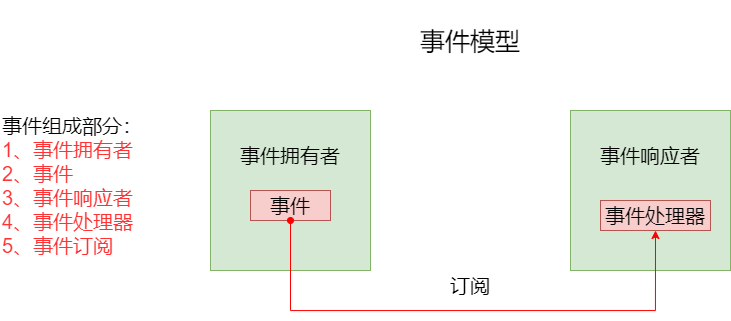 事件模型
事件组成部分：
1、事件拥有者
2、事件
3、事件响应者
4、事件处理器
5、事件订阅
事件拥有者
事件
事件响应者
事件处理器
订阅